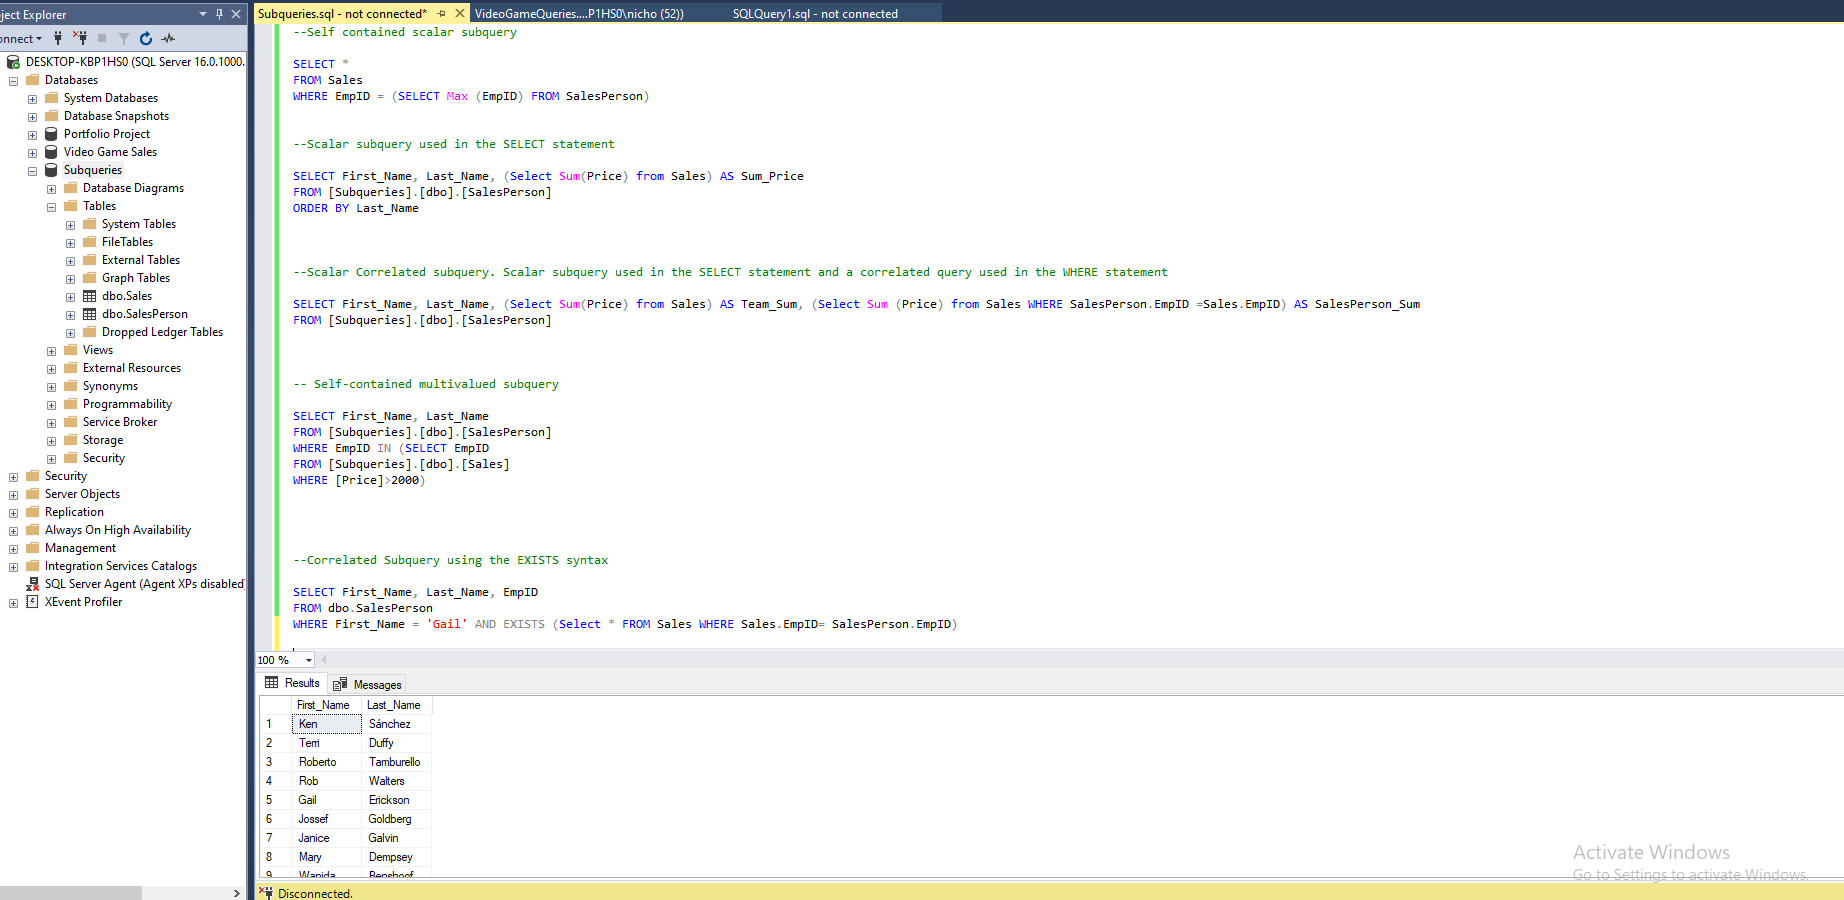 ject Explorer
Subqueries.sql - not connected*
VideoGameQueries....P1HS0\nicho (52))
SQLQuery1.sql - not connected
onnect
DESKTOP-KBP1HS0 (SQL Server 16.0.1000.
Databases
System Databases
Database Snapshots
Portfolio Project
Video Game Sales
Subqueries
Database Diagrams
Tables
System Tables
FileTables
External Tables
Graph Tables
dbo.Sales
dbo.SalesPerson
Dropped Ledger Tables
Views
External Resources
Synonyms
Programmability
Service Broker
Storage
Security
Security
Server Objects
Replication
Always On High Availability
Management
Integration Services Catalogs
SQL Server Agent (Agent XPs disabled
XEvent Profiler
--Self contained scalar subquery
SELECT *
FROM Sales
WHERE EmpID = (SELECT Max (EmpID) FROM SalesPerson)
--Scalar subquery used in the SELECT statement
SELECT First_Name, Last_Name, (Select Sum(Price) from Sales) AS Sum_Price
FROM [Subqueries].[dbo].[SalesPerson]
ORDER BY Last_Name
--Scalar Correlated subquery. Scalar subquery used in the SELECT statement and a correlated query used in the WHERE statement
SELECT First_Name, Last_Name, (Select Sum(Price) from Sales) AS Team_Sum, (Select Sum (Price) from Sales WHERE SalesPerson.EmpID =Sales.EmpID) AS SalesPerson_Sum
FROM [Subqueries].[dbo].[SalesPerson]
-- Self-contained multivalued subquery
SELECT First_Name, Last_Name
FROM [Subqueries].[dbo].[SalesPerson]
WHERE EmpID IN (SELECT EmpID
FROM [Subqueries].[dbo].[Sales]
WHERE [Price]>2000)
--Correlated Subquery using the EXISTS syntax
SELECT First_Name, Last_Name, EmpID
FROM dbo.SalesPerson
WHERE First_Name = 'Gail' AND EXISTS (Select * FROM Sales WHERE Sales.EmpID= SalesPerson.EmpID)
100 %
Results
Messages
First_Name Last_Name
1 Ken Sánchez
2 Terri Duffy
3 Roberto Tamburello
4 Rob Walters
5 Gail Erickson
6 Jossef Goldberg
7 Janice Galvin
8 Mary Dempsey
9 Wanida Benshoof
Activate Windows
Go to Settings to activate Windows.
Disconnected.